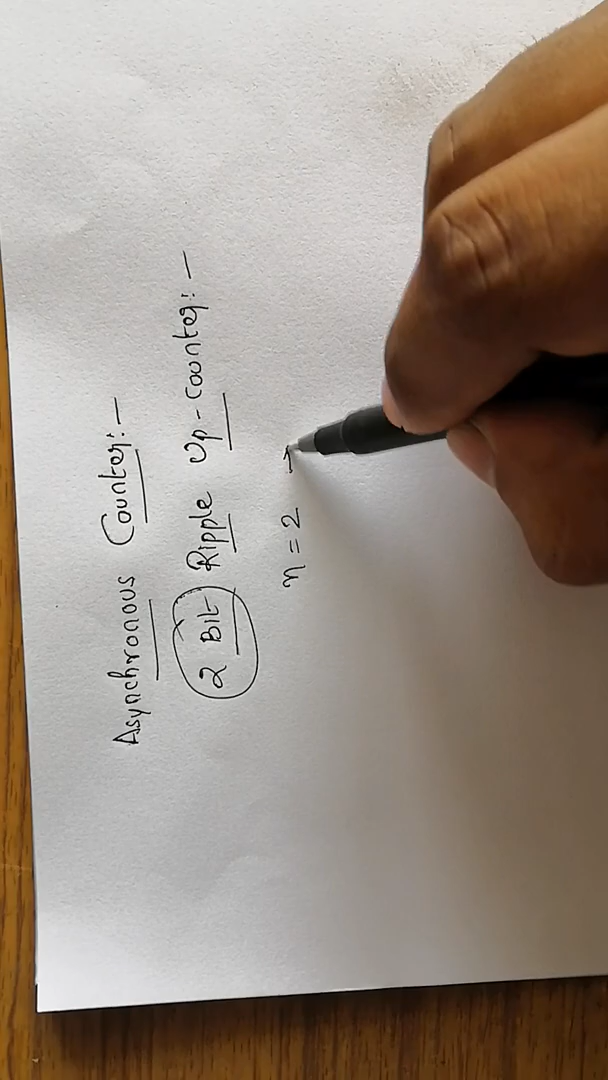 Asynchronous Counter:-
2 Bit Ripple Up-Counter:-
n = 2